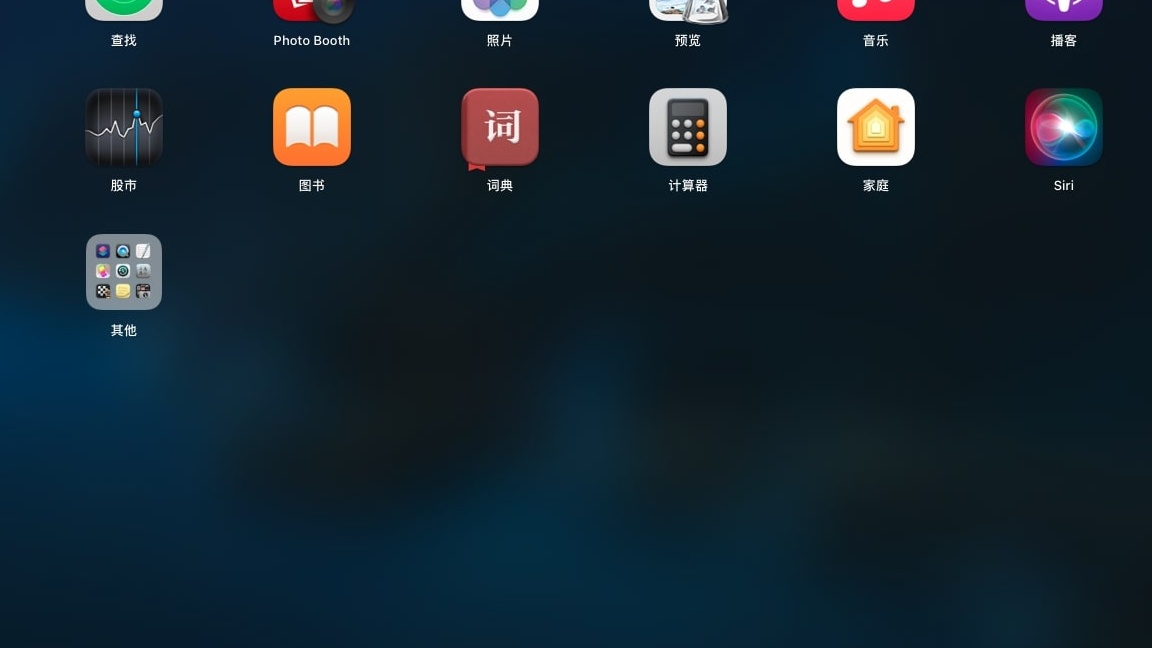 查找
Photo Booth
照片
预览
音乐
播客
词
股市
图书
词典
计算器
家庭
Siri
其他